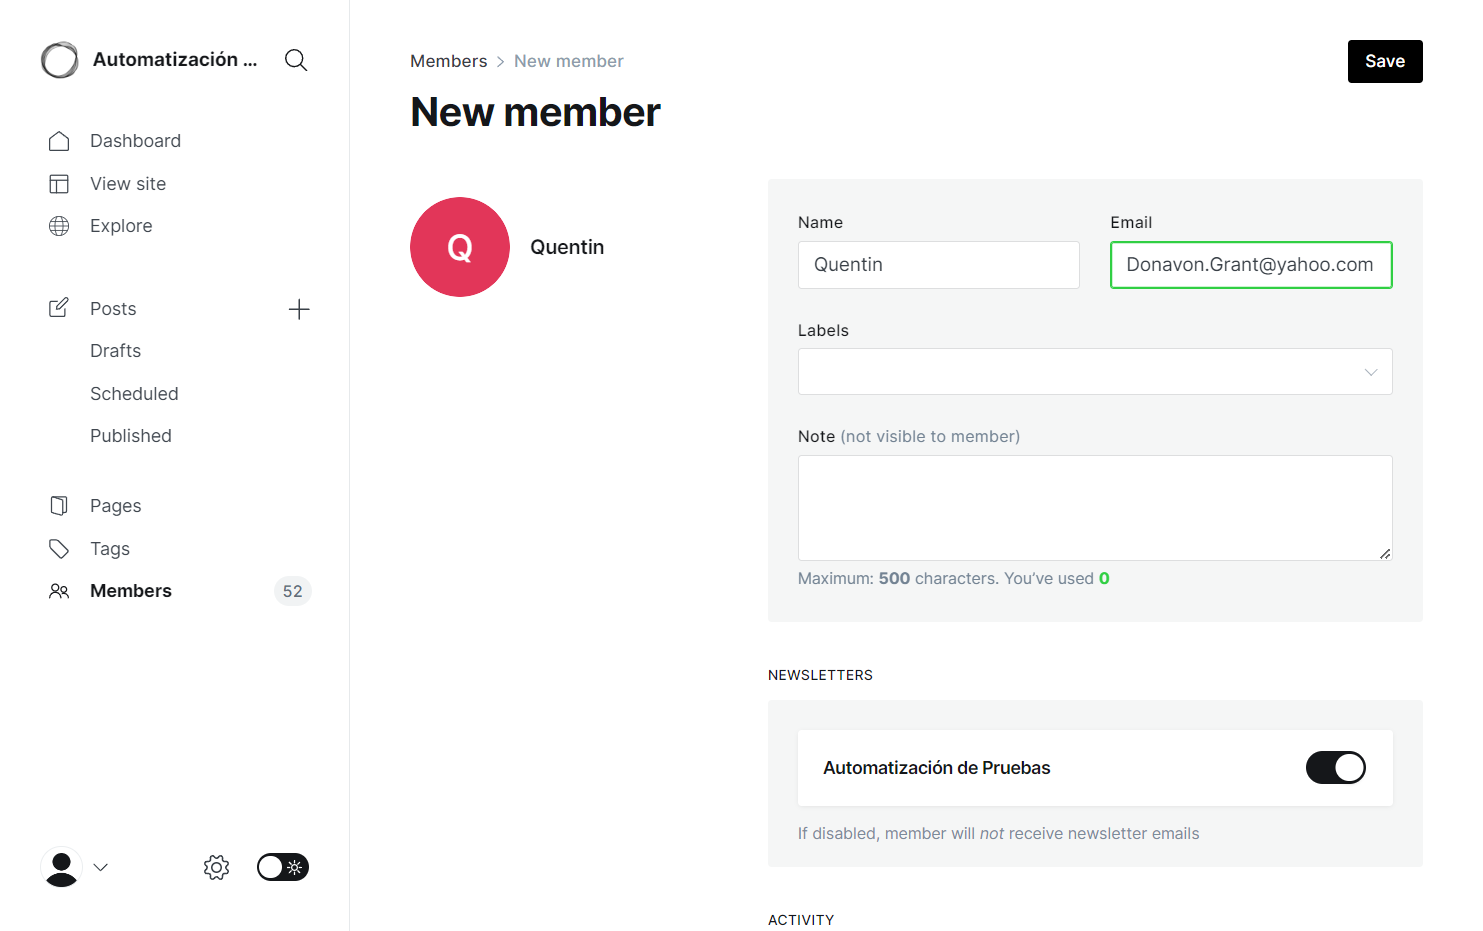 Automatización ...
Dashboard
View site
Explore
Posts
Drafts
Scheduled
Published
Pages
Tags
Members 52
Members > New member
Save
New member
Q
Quentin
Name
Quentin
Email
Donavon.Grant@yahoo.com
Labels
Note (not visible to member)
Maximum: 500 characters. You’ve used 0
NEWSLETTERS
Automatización de Pruebas
If disabled, member will not receive newsletter emails
ACTIVITY